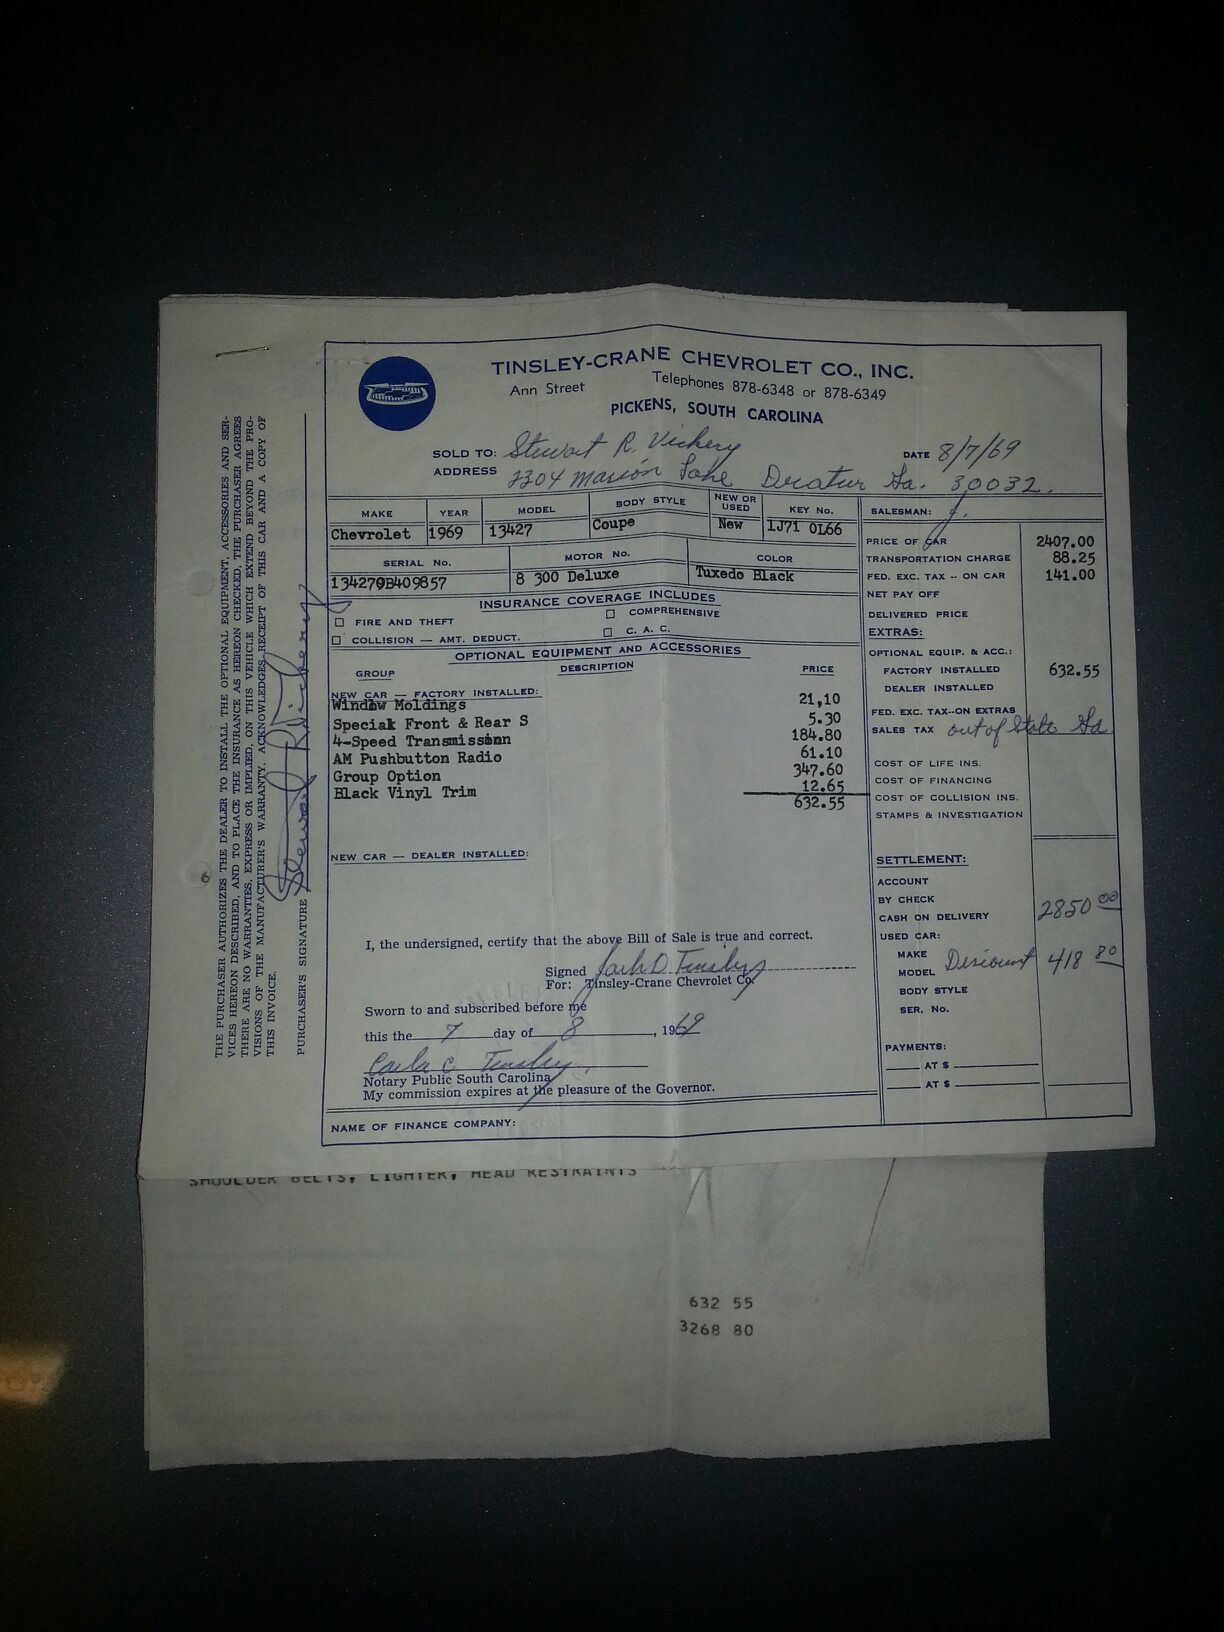 TINSLEY-CRANE CHEVROLET CO., INC.
Ann Street Telephones 878-6348 or 878-6349
PICKENS, SOUTH CAROLINA
SOLD TO: Stewart R. Vickery DATE 8/7/69
ADDRESS 3304 Marion Lane Decatur Ga. 30032.
MAKE YEAR MODEL BODY STYLE NEW OR USED KEY No. SALESMAN:
Chevrolet 1969 13427 Coupe New 1J71 0L66
SERIAL No. MOTOR No. COLOR
134279B409857 8 300 Deluxe Tuxedo Black
INSURANCE COVERAGE INCLUDES
FIRE AND THEFT COMPREHENSIVE
COLLISION — AMT. DEDUCT. C. A. C.
OPTIONAL EQUIPMENT AND ACCESSORIES
GROUP DESCRIPTION PRICE
NEW CAR — FACTORY INSTALLED:
Window Moldings 21,10
Special Front & Rear S 5.30
4-Speed Transmission 184.80
AM Pushbutton Radio 61.10
Group Option 347.60
Black Vinyl Trim 12.65
632.55
NEW CAR — DEALER INSTALLED:
I, the undersigned, certify that the above Bill of Sale is true and correct.
Signed Jack D Tinsley
For: Tinsley-Crane Chevrolet Co.
Sworn to and subscribed before me
this the 7 day of 8, 1969
Carla C Tinsley
Notary Public South Carolina
My commission expires at the pleasure of the Governor.
NAME OF FINANCE COMPANY:
PRICE OF CAR 2407.00
TRANSPORTATION CHARGE 88.25
FED. EXC. TAX -- ON CAR 141.00
NET PAY OFF
DELIVERED PRICE
EXTRAS:
OPTIONAL EQUIP. & ACC.:
FACTORY INSTALLED 632.55
DEALER INSTALLED
FED. EXC. TAX--ON EXTRAS
SALES TAX out of State Ga
COST OF LIFE INS.
COST OF FINANCING
COST OF COLLISION INS.
STAMPS & INVESTIGATION
SETTLEMENT:
ACCOUNT
BY CHECK
CASH ON DELIVERY 2850 00
USED CAR:
MAKE
MODEL Discount 418 80
BODY STYLE
SER. No.
PAYMENTS:
AT $
AT $
THE PURCHASER AUTHORIZES THE DEALER TO INSTALL THE OPTIONAL EQUIPMENT, ACCESSORIES AND SER-
VICES HEREON DESCRIBED, AND TO PLACE THE INSURANCE AS HEREON CHECKED. THE PURCHASER AGREES
THERE ARE NO WARRANTIES, EXPRESS OR IMPLIED, ON THIS VEHICLE WHICH EXTEND BEYOND THE PRO-
VISIONS OF THE MANUFACTURER'S WARRANTY. ACKNOWLEDGES RECEIPT OF THIS CAR AND A COPY OF
THIS INVOICE.
PURCHASER'S SIGNATURE Stewart R Vickery
6
SHOULDER BELTS, LIGHTER, HEAD RESTRAINTS
632 55
3268 80